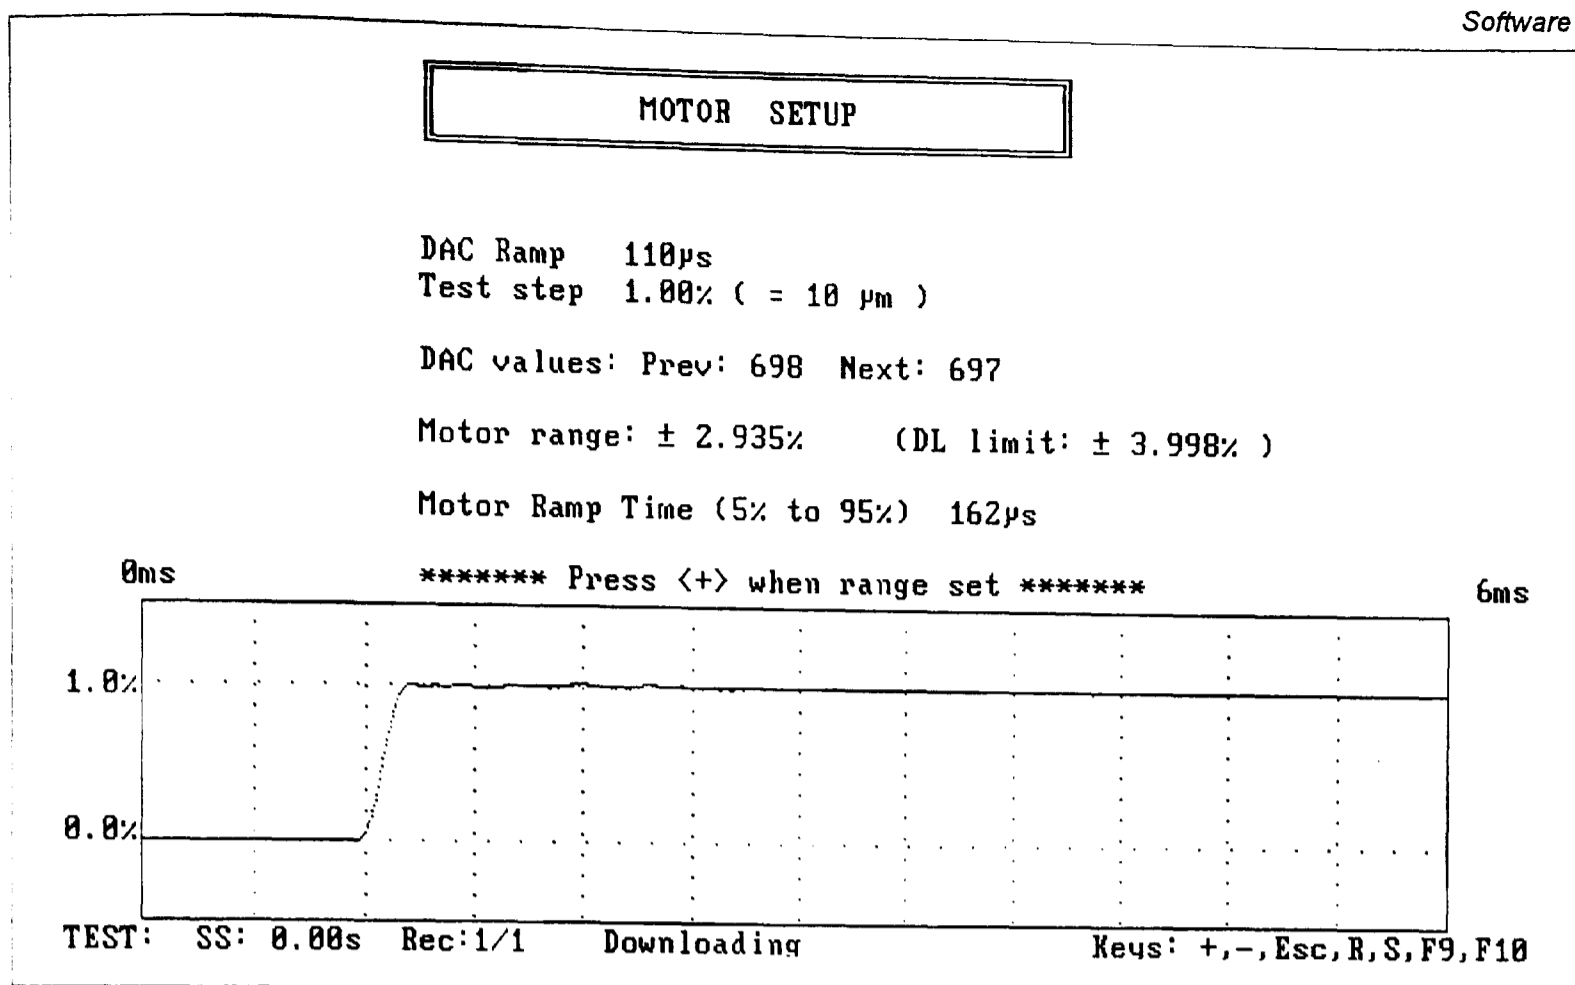 Software
MOTOR SETUP
DAC Ramp 110µs
Test step 1.00% ( = 10 µm )
DAC values: Prev: 698 Next: 697
Motor range: ± 2.935% (DL limit: ± 3.998% )
Motor Ramp Time (5% to 95%) 162µs
0ms ******* Press <+> when range set ******* 6ms
1.0%
0.0%
TEST: SS: 0.00s Rec:1/1 Downloading Keys: +,-,Esc,R,S,F9,F10